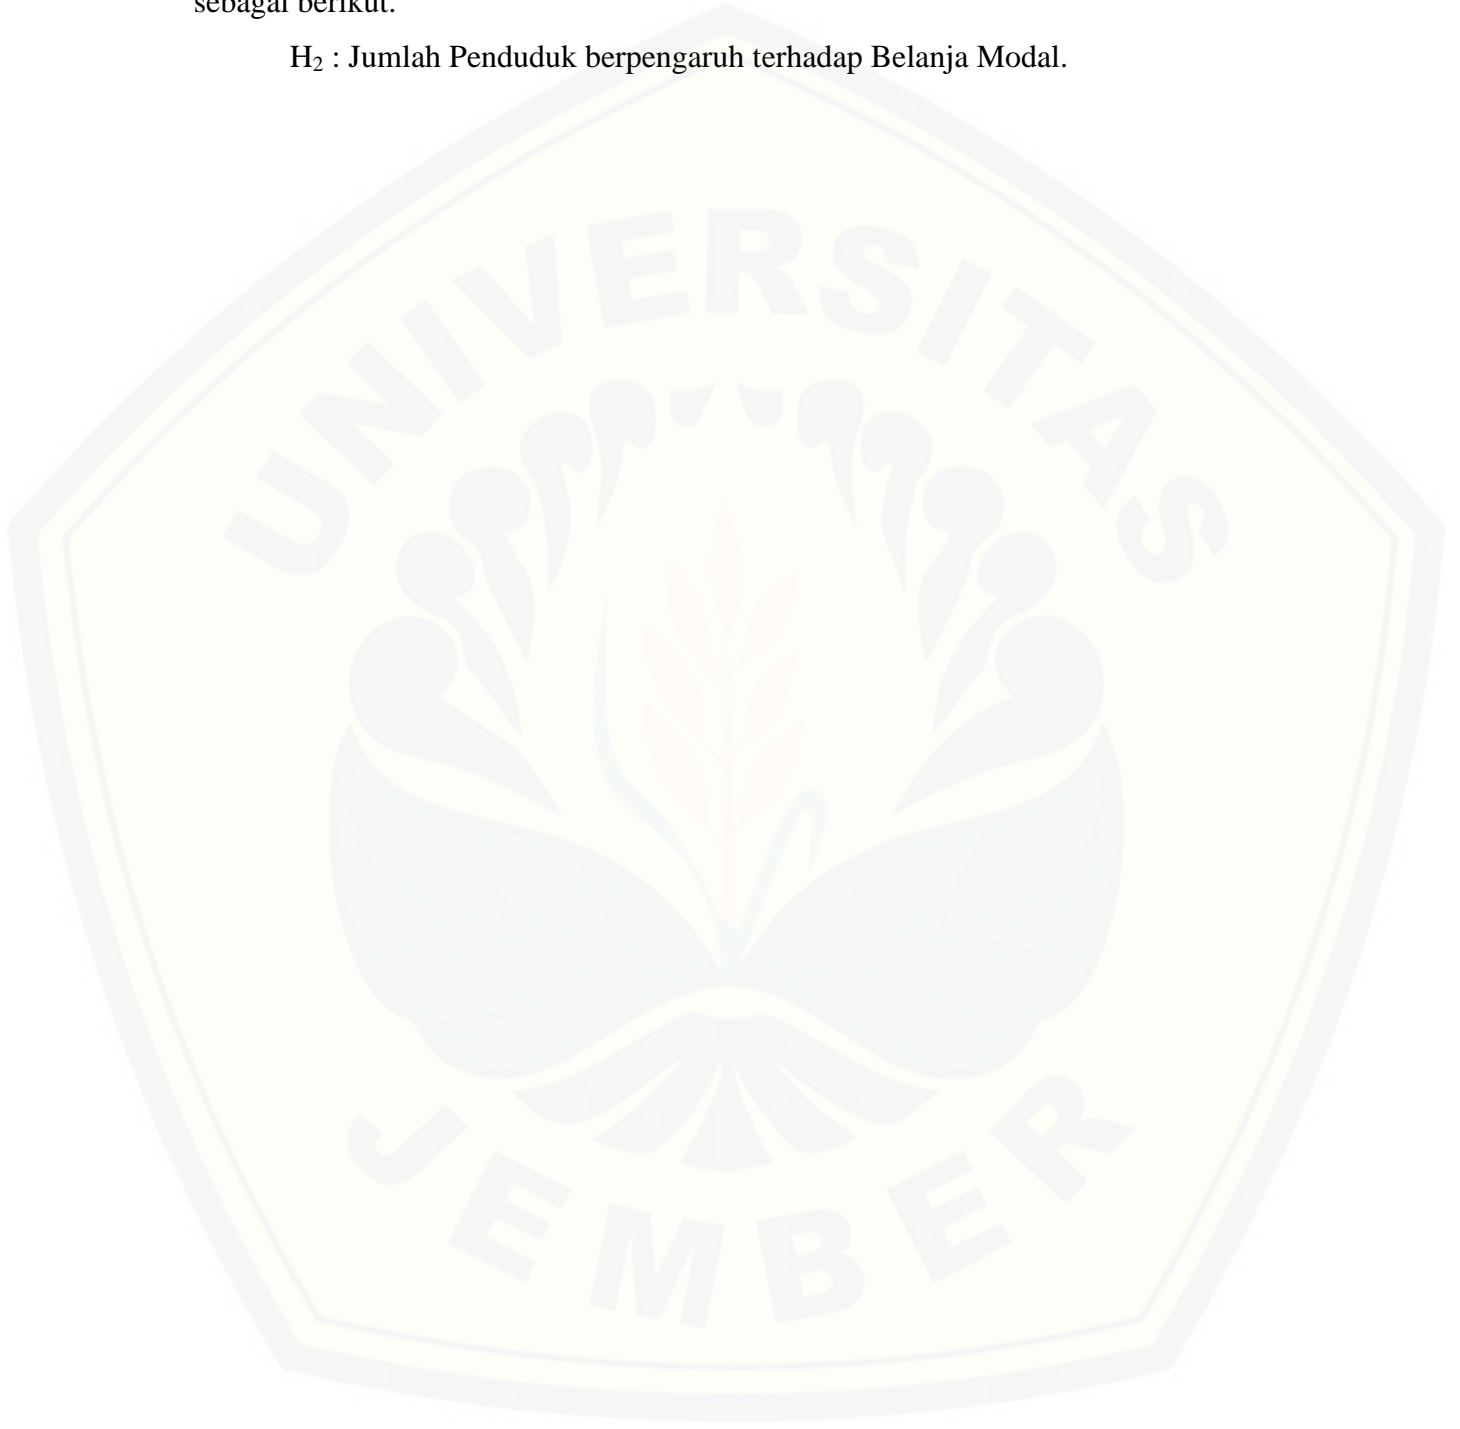 sebagai berikut.
H₂ : Jumlah Penduduk berpengaruh terhadap Belanja Modal.
UNIVERSITAS
JEMBER